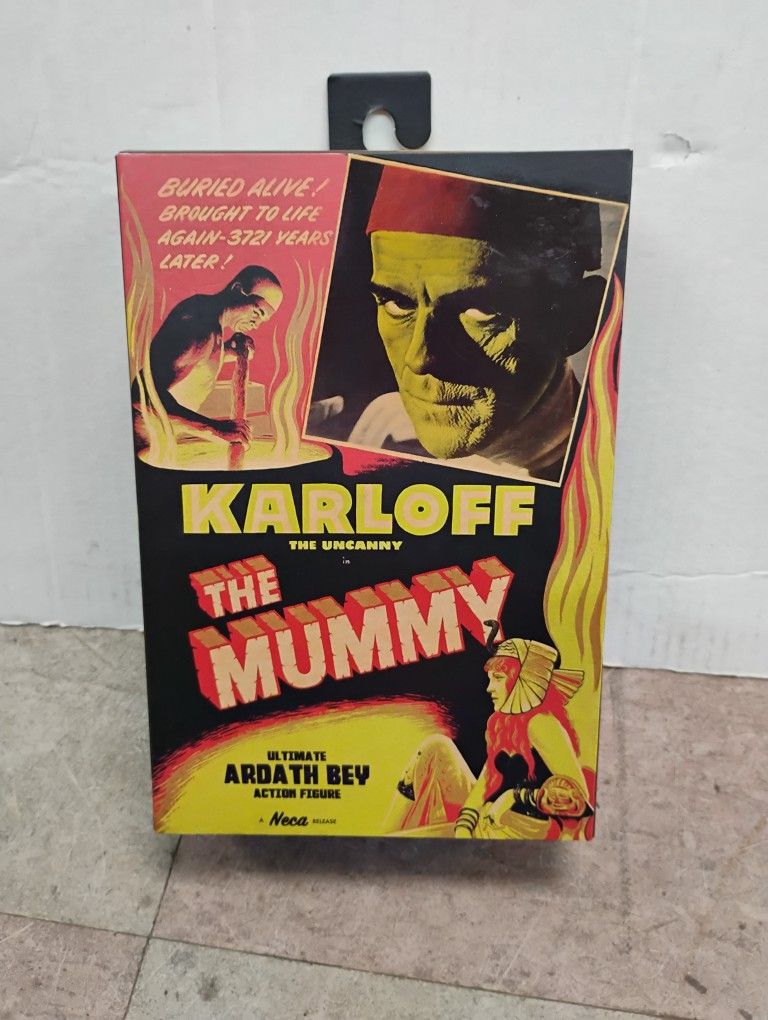 BURIED ALIVE!
BROUGHT TO LIFE
AGAIN-3721 YEARS
LATER!
KARLOFF
THE UNCANNY
in
THE
MUMMY
ULTIMATE
ARDATH BEY
ACTION FIGURE
A Neca RELEASE